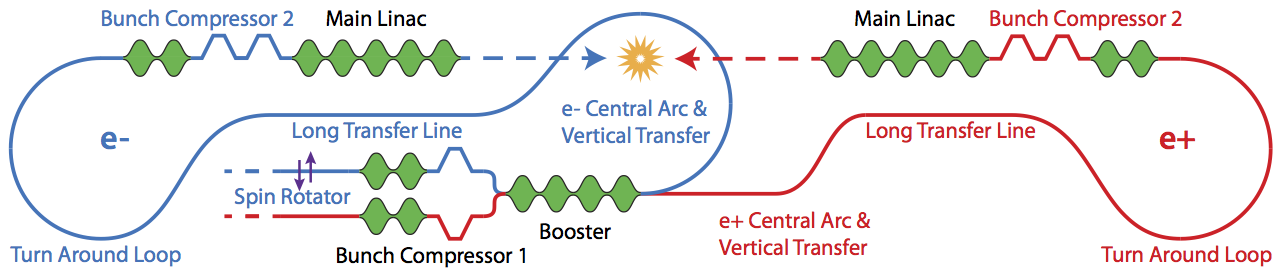 Bunch Compressor 2
Main Linac
Main Linac
Bunch Compressor 2
e- Central Arc &
Vertical Transfer
e-
Long Transfer Line
Long Transfer Line
e+
Spin Rotator
e+ Central Arc &
Vertical Transfer
Booster
Turn Around Loop
Bunch Compressor 1
Turn Around Loop